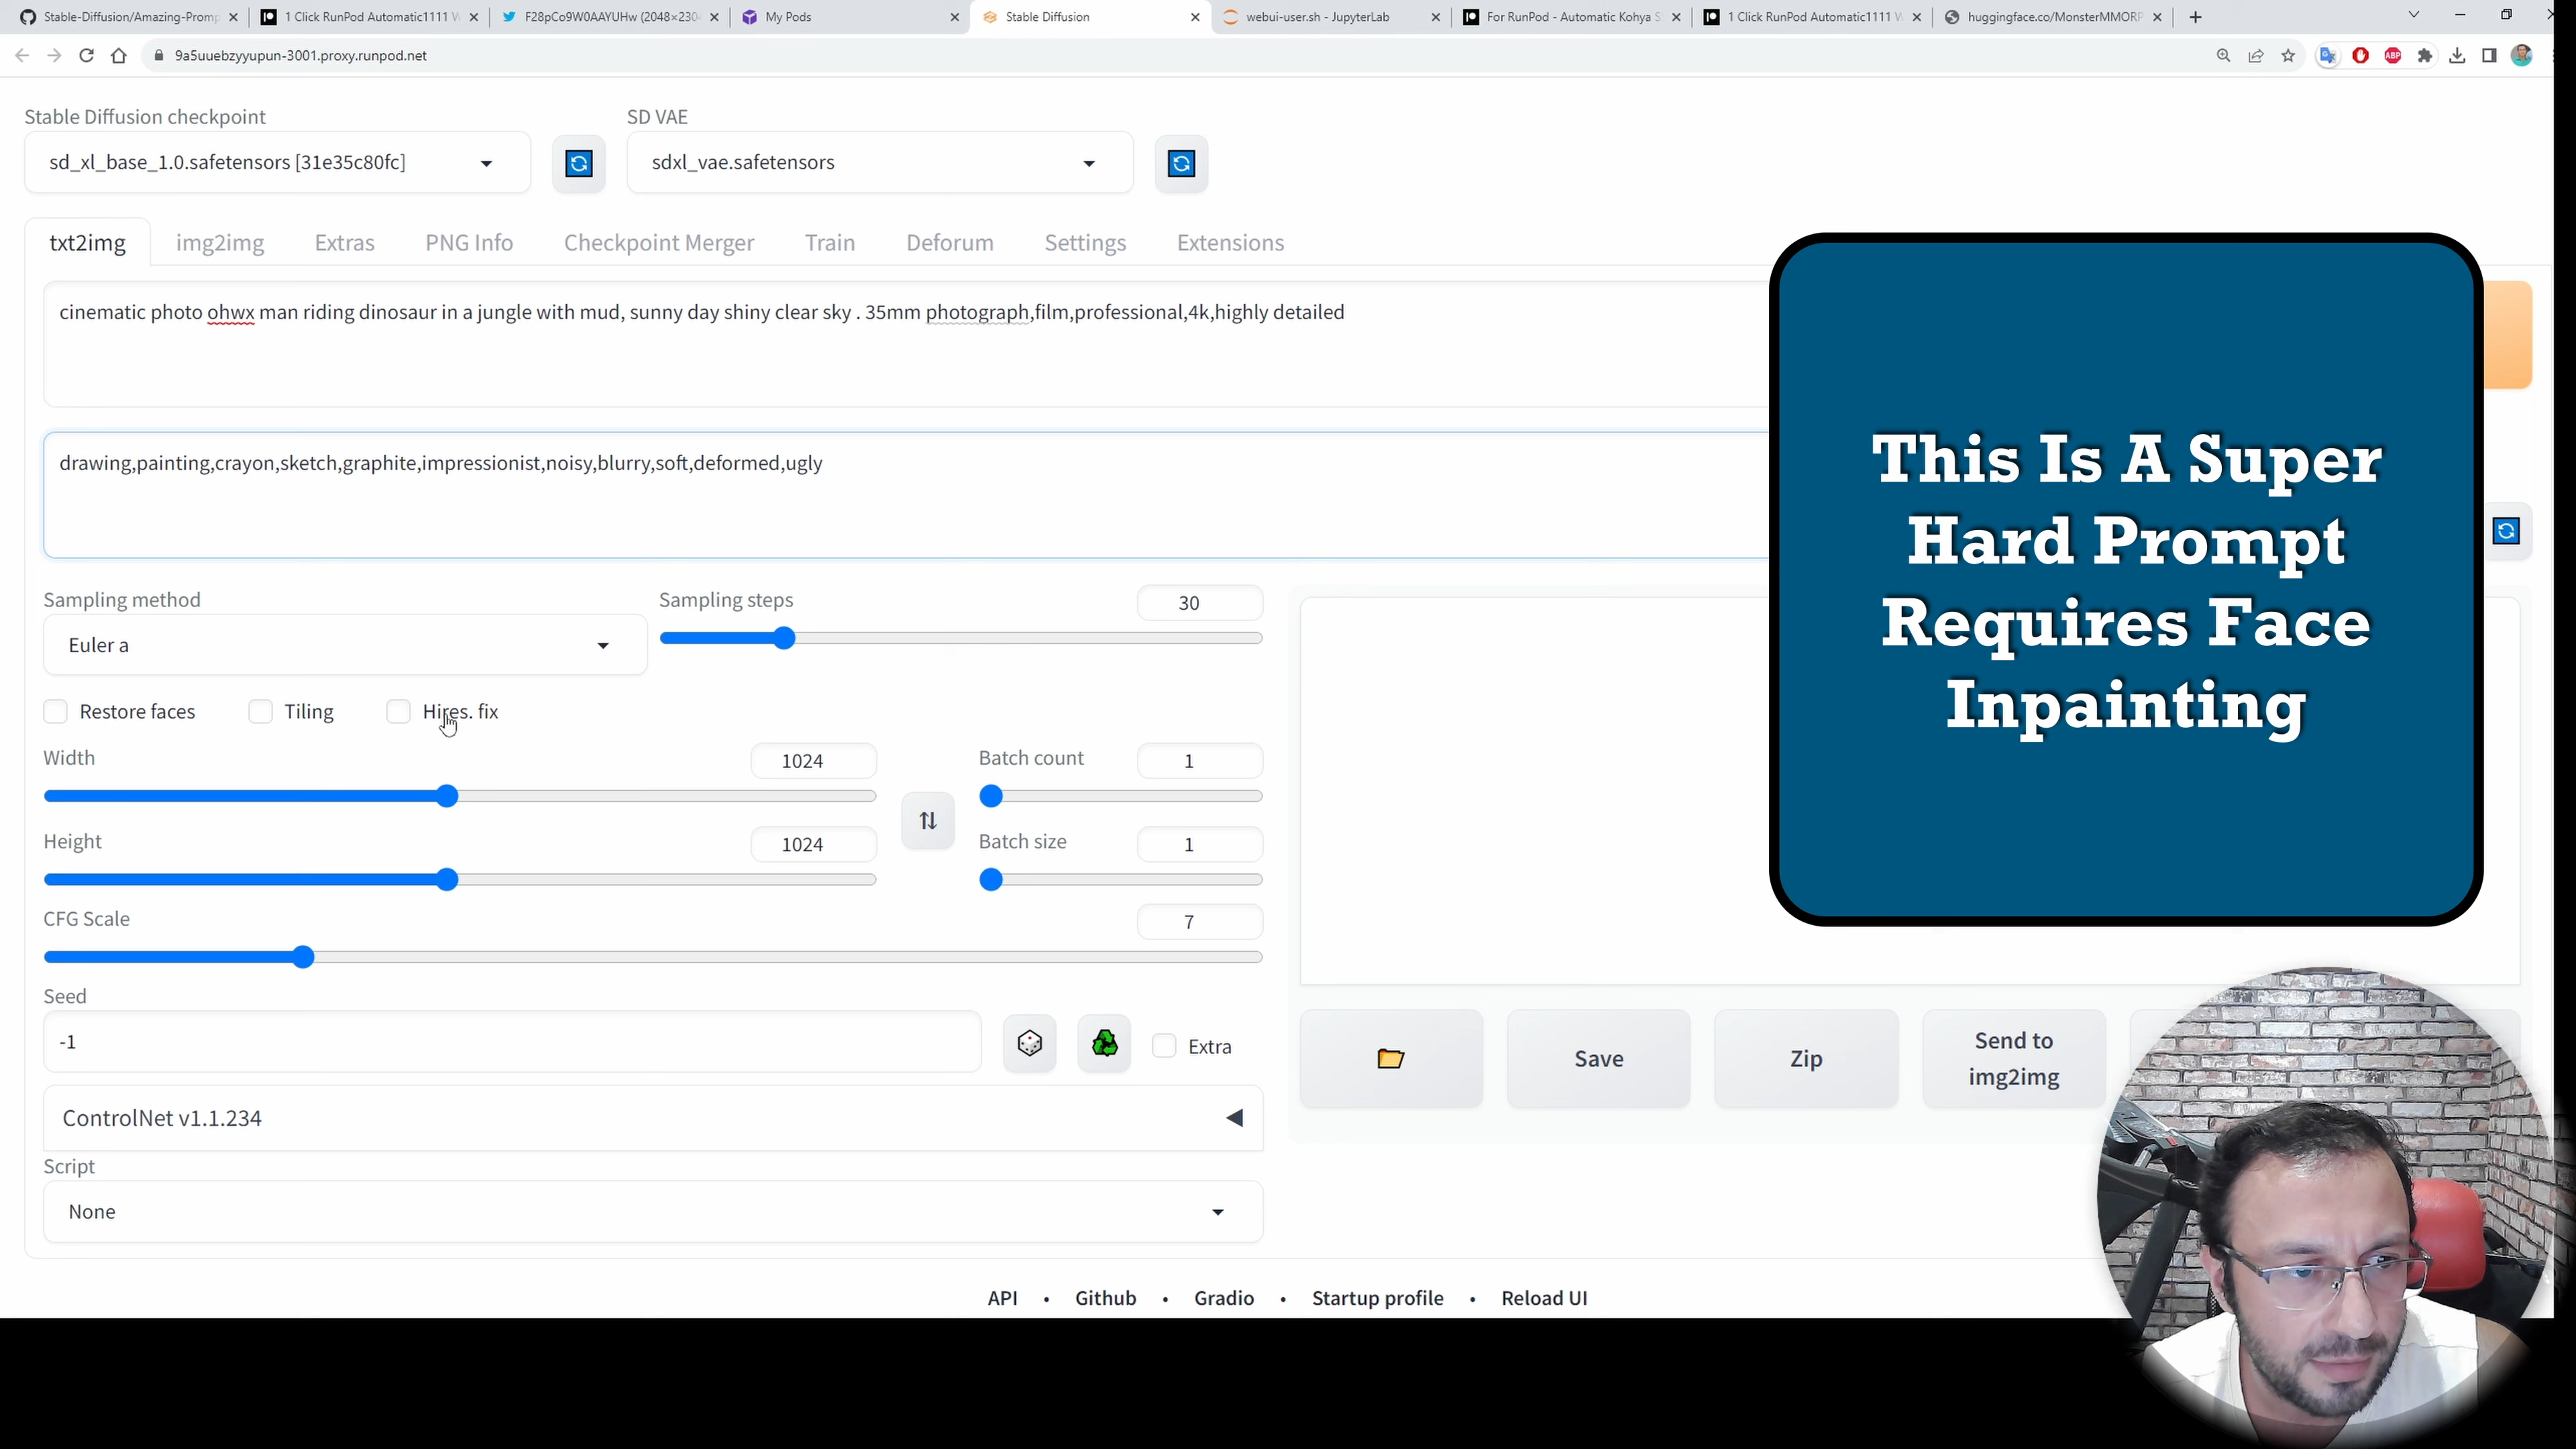 Stable-Diffusion/Amazing-Promp
1 Click RunPod Automatic1111 W
F28pCo9W0AAYUHw (2048×230
My Pods
Stable Diffusion
webui-user.sh - JupyterLab
For RunPod - Automatic Kohya S
1 Click RunPod Automatic1111 W
huggingface.co/MonsterMMORP
9a5uuebzyyupun-3001.proxy.runpod.net
ABP
Stable Diffusion checkpoint
SD VAE
sd_xl_base_1.0.safetensors [31e35c80fc]
sdxl_vae.safetensors
txt2img
img2img
Extras
PNG Info
Checkpoint Merger
Train
Deforum
Settings
Extensions
cinematic photo ohwx man riding dinosaur in a jungle with mud, sunny day shiny clear sky . 35mm photograph,film,professional,4k,highly detailed
drawing,painting,crayon,sketch,graphite,impressionist,noisy,blurry,soft,deformed,ugly
This Is A Super
Hard Prompt
Requires Face
Inpainting
Sampling method
Sampling steps
30
Euler a
Restore faces
Tiling
Hires. fix
Width
1024
Batch count
1
Height
1024
Batch size
1
CFG Scale
7
Seed
-1
Extra
Save
Zip
Send to
img2img
ControlNet v1.1.234
Script
None
API • Github • Gradio • Startup profile • Reload UI